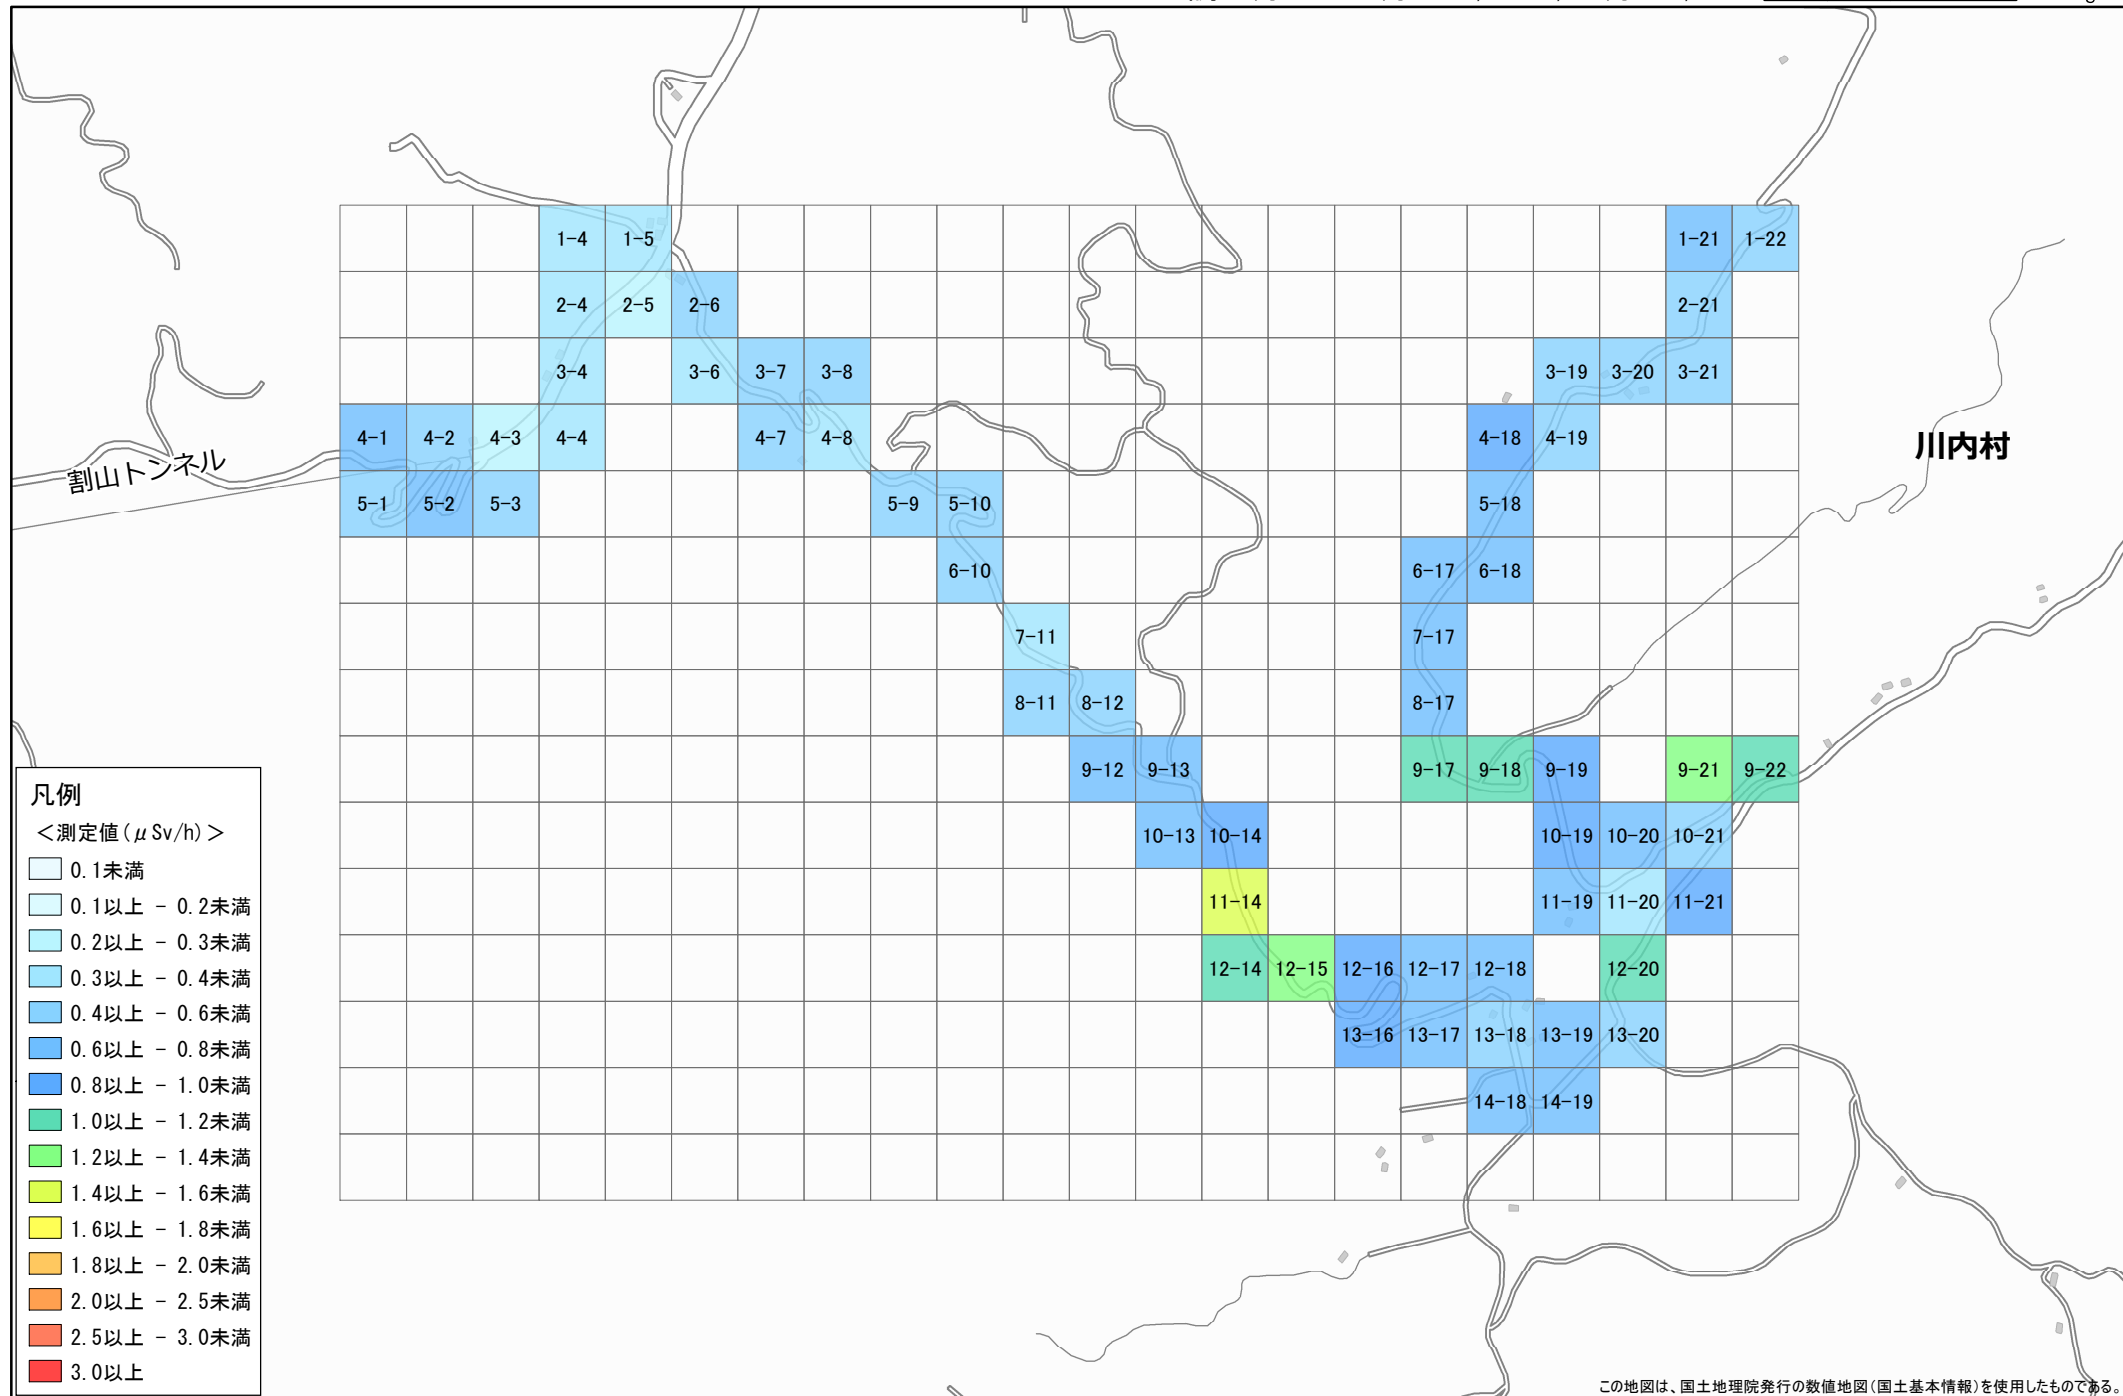 1-4 1-5 1-21 1-22
2-4 2-5 2-6 2-21
3-4 3-6 3-7 3-8 3-19 3-20 3-21
4-1 4-2 4-3 4-4 4-7 4-8 4-18 4-19
川内村
割山トンネル
5-1 5-2 5-3 5-9 5-10 5-18
6-10 6-17 6-18
7-11 7-17
8-11 8-12 8-17
9-12 9-13 9-17 9-18 9-19 9-21 9-22
10-13 10-14 10-19 10-20 10-21
11-14 11-19 11-20 11-21
12-14 12-15 12-16 12-17 12-18 12-20
13-16 13-17 13-18 13-19 13-20
14-18 14-19
凡例
<測定値(μSv/h)>
0.1未満
0.1以上 - 0.2未満
0.2以上 - 0.3未満
0.3以上 - 0.4未満
0.4以上 - 0.6未満
0.6以上 - 0.8未満
0.8以上 - 1.0未満
1.0以上 - 1.2未満
1.2以上 - 1.4未満
1.4以上 - 1.6未満
1.6以上 - 1.8未満
1.8以上 - 2.0未満
2.0以上 - 2.5未満
2.5以上 - 3.0未満
3.0以上
この地図は、国土地理院発行の数値地図(国土基本情報)を使用したものである。